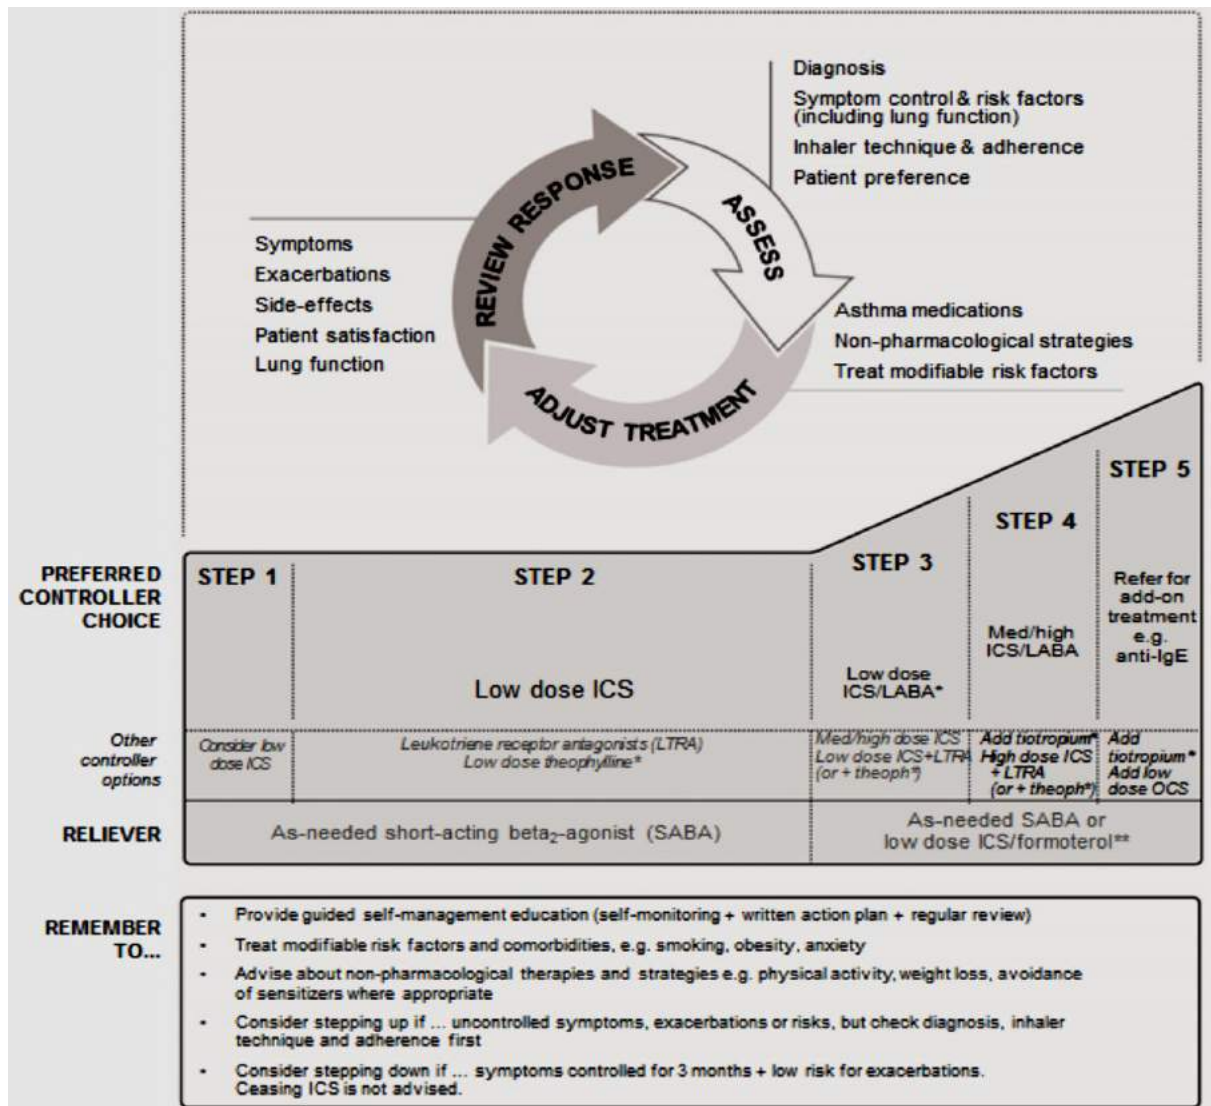 Diagnosis
Symptom control & risk factors
(including lung function)
Inhaler technique & adherence
Patient preference
REVIEW RESPONSE
ASSESS
ADJUST TREATMENT
Symptoms
Exacerbations
Side-effects
Patient satisfaction
Lung function
Asthma medications
Non-pharmacological strategies
Treat modifiable risk factors
PREFERRED
CONTROLLER
CHOICE
STEP 1
STEP 2
Low dose ICS
STEP 3
Low dose
ICS/LABA*
STEP 4
Med/high
ICS/LABA
STEP 5
Refer for
add-on
treatment
e.g.
anti-IgE
Other
controller
options
Consider low
dose ICS
Leukotriene receptor antagonists (LTRA)
Low dose theophylline*
Med/high dose ICS
Low dose ICS+LTRA
(or + theoph*)
Add tiotropium*
High dose ICS
+ LTRA
(or + theoph*)
Add
tiotropium*
Add low
dose OCS
RELIEVER
As-needed short-acting beta₂-agonist (SABA)
As-needed SABA or
low dose ICS/formoterol**
REMEMBER
TO...
• Provide guided self-management education (self-monitoring + written action plan + regular review)
• Treat modifiable risk factors and comorbidities, e.g. smoking, obesity, anxiety
• Advise about non-pharmacological therapies and strategies e.g. physical activity, weight loss, avoidance
of sensitizers where appropriate
• Consider stepping up if ... uncontrolled symptoms, exacerbations or risks, but check diagnosis, inhaler
technique and adherence first
• Consider stepping down if ... symptoms controlled for 3 months + low risk for exacerbations.
Ceasing ICS is not advised.